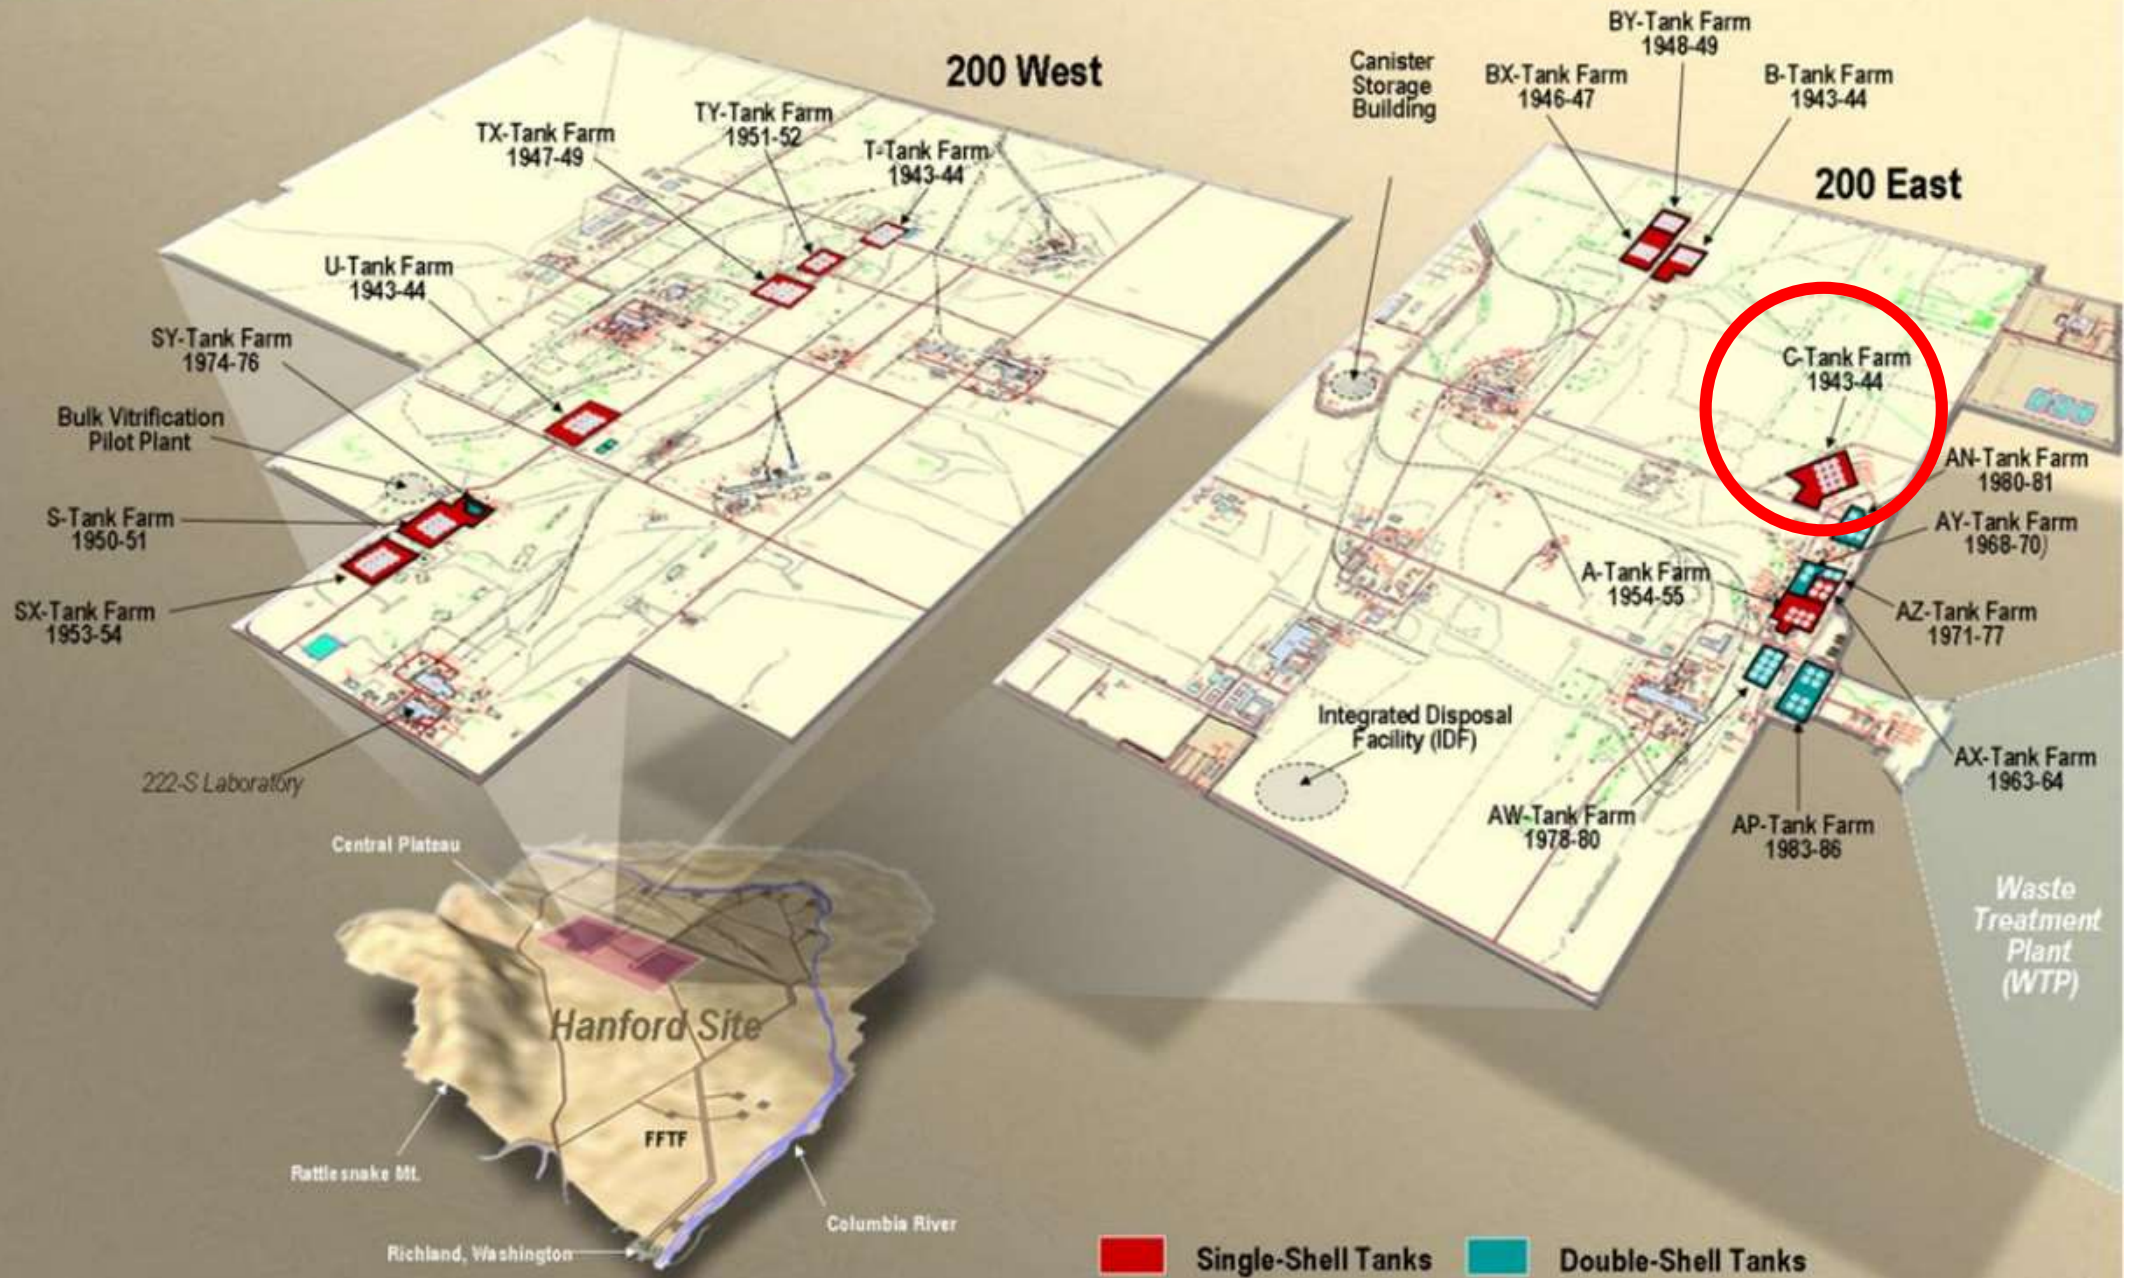 200 West
TX-Tank Farm
1947-49
TY-Tank Farm
1951-52
T-Tank Farm
1943-44
U-Tank Farm
1943-44
SY-Tank Farm
1974-76
Bulk Vitrification
Pilot Plant
S-Tank Farm
1950-51
SX-Tank Farm
1953-54
222-S Laboratory
Canister
Storage
Building
BX-Tank Farm
1946-47
BY-Tank Farm
1948-49
B-Tank Farm
1943-44
200 East
C-Tank Farm
1943-44
AN-Tank Farm
1980-81
AY-Tank Farm
1968-70)
A-Tank Farm
1954-55
AZ-Tank Farm
1971-77
Integrated Disposal
Facility (IDF)
AX-Tank Farm
1963-64
AW-Tank Farm
1978-80
AP-Tank Farm
1983-86
Waste
Treatment
Plant
(WTP)
Central Plateau
Hanford Site
FFTF
Rattlesnake Mt.
Columbia River
Richland, Washington
Single-Shell Tanks
Double-Shell Tanks